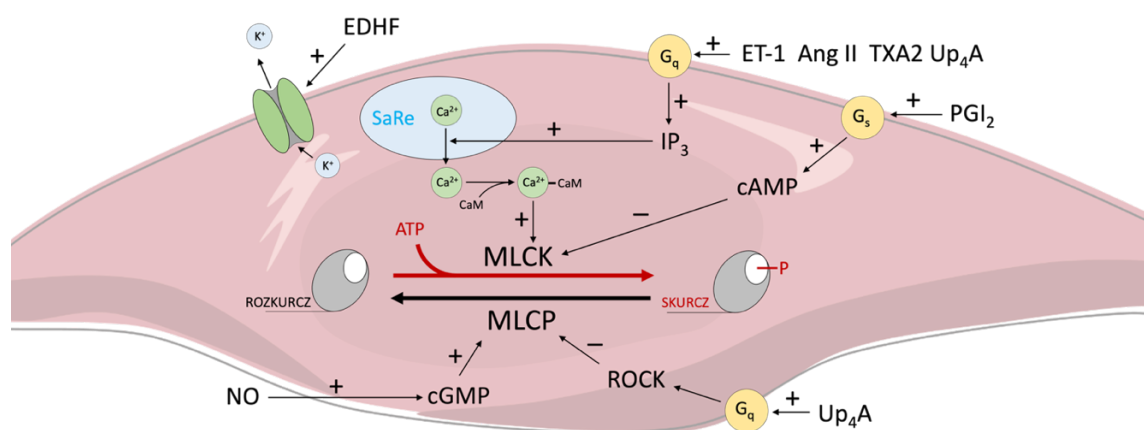 K⁺
EDHF
+
Gq
+
ET-1 Ang II TXA2 Up₄A
SaRe
Ca²⁺
+
+
IP₃
Gs
+
PGI₂
+
K⁺
Ca²⁺
CaM
Ca²⁺
CaM
cAMP
+
−
ATP
MLCK
P
ROZKURCZ
SKURCZ
MLCP
+
−
NO
+
cGMP
ROCK
Gq
+
Up₄A